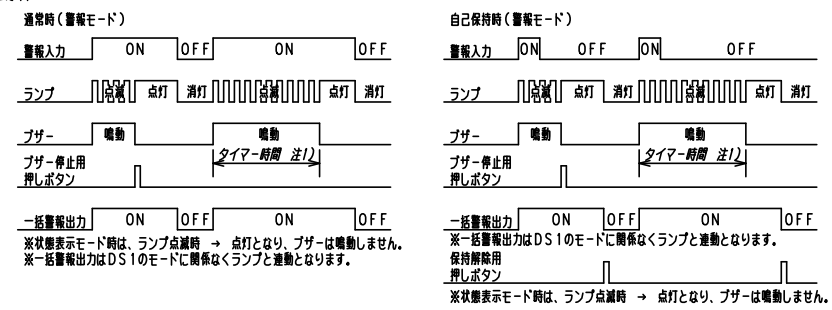 通常時(警報モード)
警報入力 ON OFF ON OFF
ランプ 点滅 点灯 消灯 点滅 点灯 消灯
ブザー 鳴動 鳴動
タイマー時間 注1)
ブザー停止用
押しボタン
一括警報出力 ON OFF ON OFF
※状態表示モード時は、ランプ点滅時 → 点灯となり、ブザーは鳴動しません。
※一括警報出力はDS1のモードに関係なくランプと連動となります。
自己保持時(警報モード)
警報入力 ON OFF ON OFF
ランプ 点滅 点灯 消灯 点滅 点灯 消灯
ブザー 鳴動 鳴動
タイマー時間 注1)
ブザー停止用
押しボタン
一括警報出力 ON OFF ON OFF
※一括警報出力はDS1のモードに関係なくランプと連動となります。
保持解除用
押しボタン
※状態表示モード時は、ランプ点滅時 → 点灯となり、ブザーは鳴動しません。